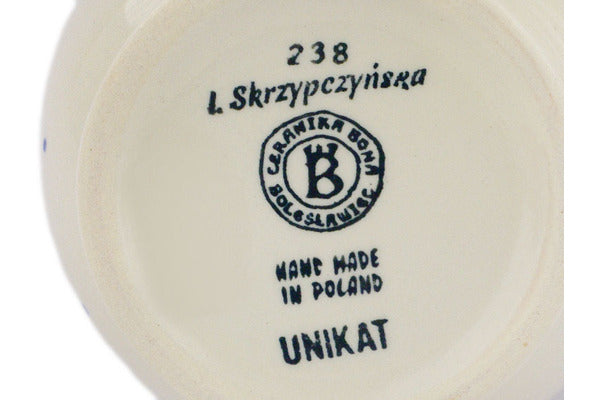 238
I. Skrzypczyńska
CERAMIKA BONA
B
BOLESŁAWIEC
HAND MADE
IN POLAND
UNIKAT